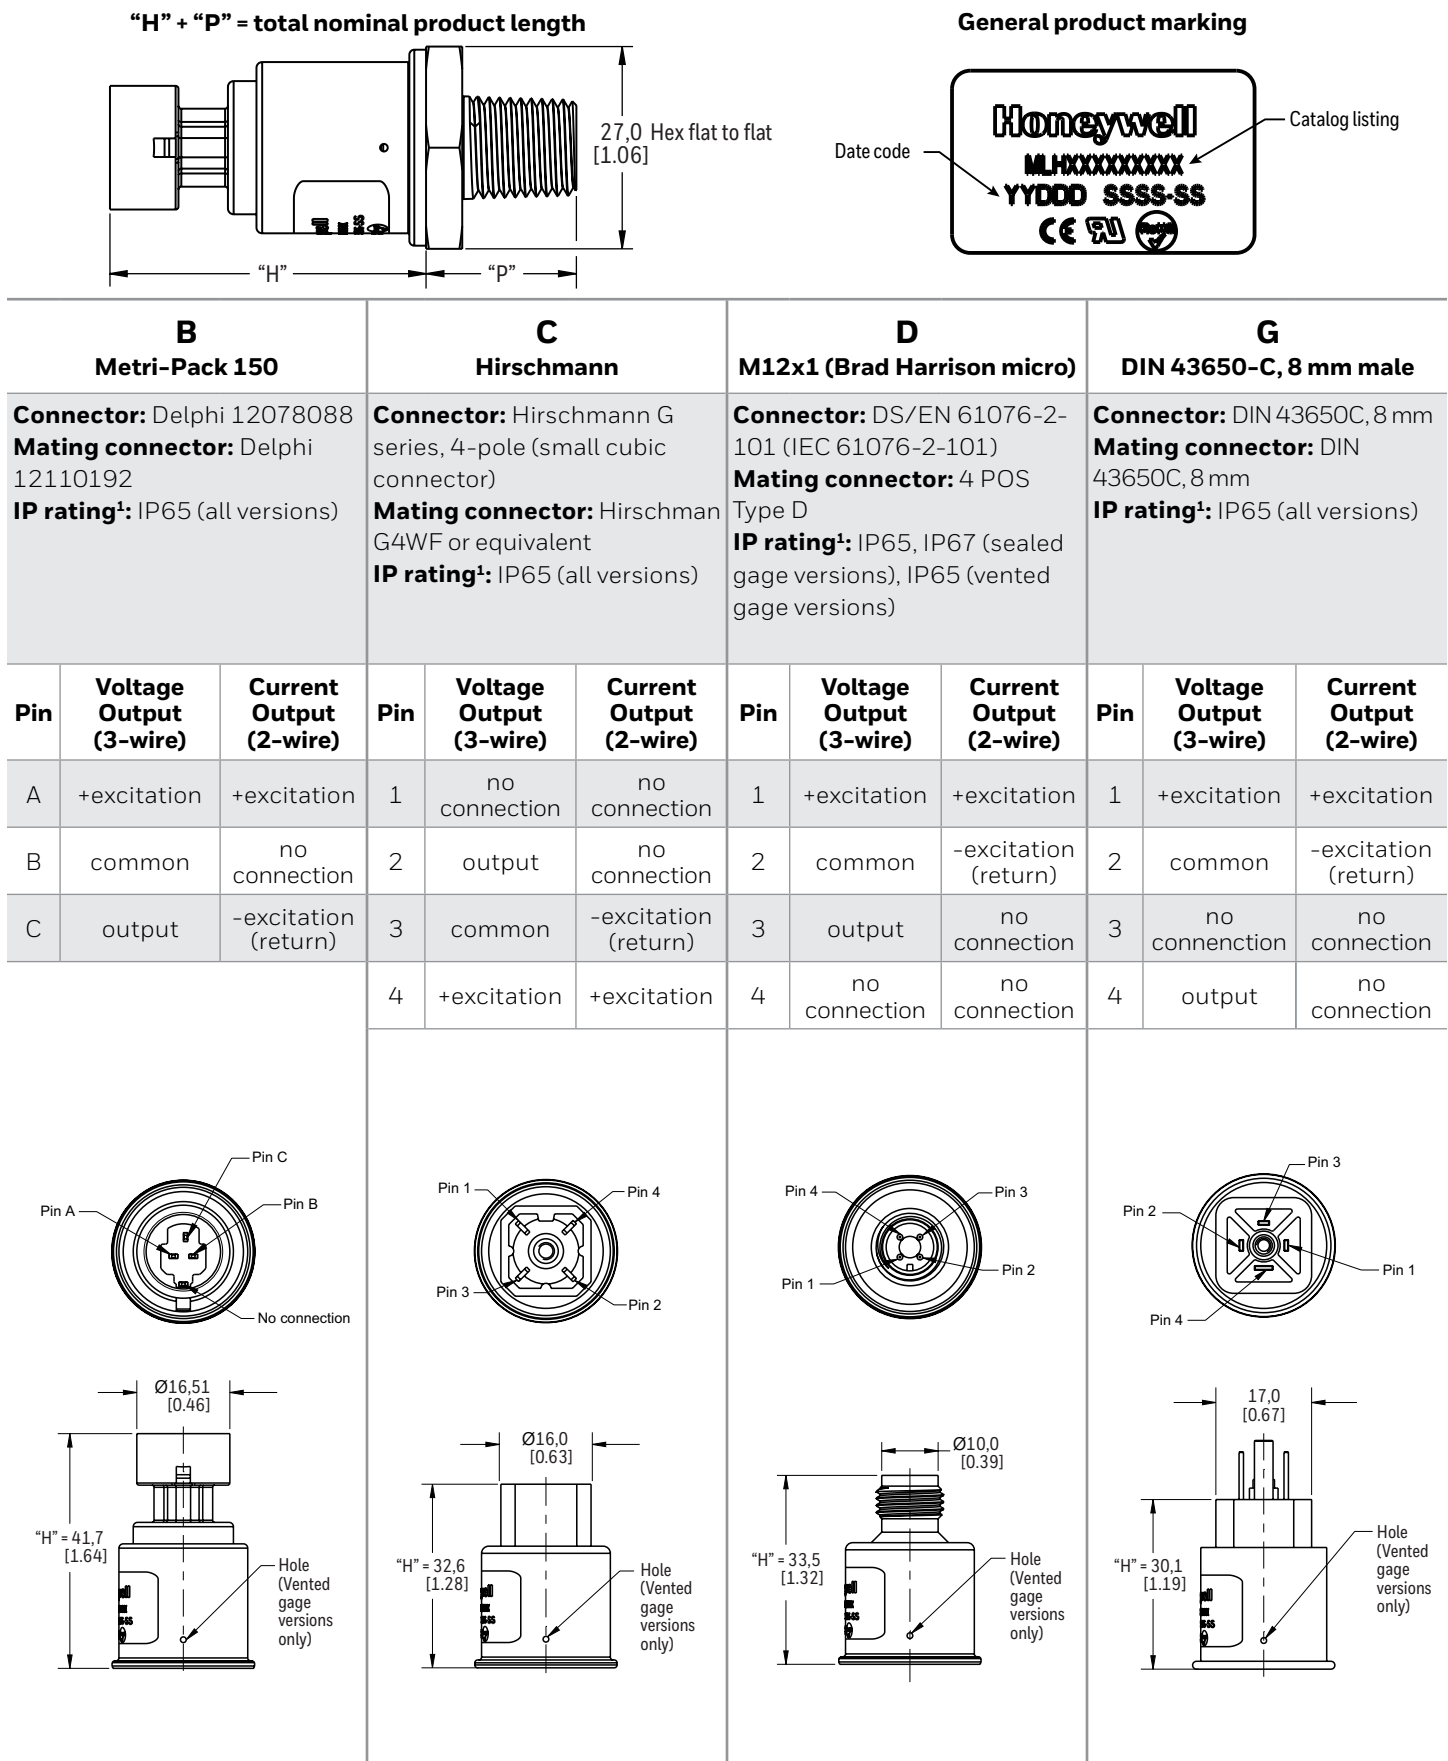 “H” + “P” = total nominal product length
General product marking
27,0 Hex flat to flat
[1.06]
“H”
“P”
Honeywell
MLHXXXXXXXXX
YYDDD SSSS-SS
CE
RoHS
Date code
Catalog listing
B
Metri-Pack 150
Connector: Delphi 12078088
Mating connector: Delphi
12110192
IP rating¹: IP65 (all versions)
Pin
Voltage
Output
(3-wire)
Current
Output
(2-wire)
A +excitation +excitation
B common no
connection
C output -excitation
(return)
C
Hirschmann
Connector: Hirschmann G
series, 4-pole (small cubic
connector)
Mating connector: Hirschman
G4WF or equivalent
IP rating¹: IP65 (all versions)
Pin
Voltage
Output
(3-wire)
Current
Output
(2-wire)
1 no
connection
no
connection
2 output no
connection
3 common -excitation
(return)
4 +excitation +excitation
D
M12x1 (Brad Harrison micro)
Connector: DS/EN 61076-2-
101 (IEC 61076-2-101)
Mating connector: 4 POS
Type D
IP rating¹: IP65, IP67 (sealed
gage versions), IP65 (vented
gage versions)
Pin
Voltage
Output
(3-wire)
Current
Output
(2-wire)
1 +excitation +excitation
2 common -excitation
(return)
3 output no
connection
4 no
connection
no
connection
G
DIN 43650-C, 8 mm male
Connector: DIN 43650C, 8 mm
Mating connector: DIN
43650C, 8 mm
IP rating¹: IP65 (all versions)
Pin
Voltage
Output
(3-wire)
Current
Output
(2-wire)
1 +excitation +excitation
2 common -excitation
(return)
3 no
connenction
no
connection
4 output no
connection
Pin C
Pin A
Pin B
No connection
Pin 1
Pin 4
Pin 3
Pin 2
Pin 4
Pin 3
Pin 1
Pin 2
Pin 3
Pin 2
Pin 1
Pin 4
Ø16,51
[0.46]
“H” = 41,7
[1.64]
Hole
(Vented
gage
versions
only)
Ø16,0
[0.63]
“H” = 32,6
[1.28]
Hole
(Vented
gage
versions
only)
Ø10,0
[0.39]
“H” = 33,5
[1.32]
Hole
(Vented
gage
versions
only)
17,0
[0.67]
“H” = 30,1
[1.19]
Hole
(Vented
gage
versions
only)